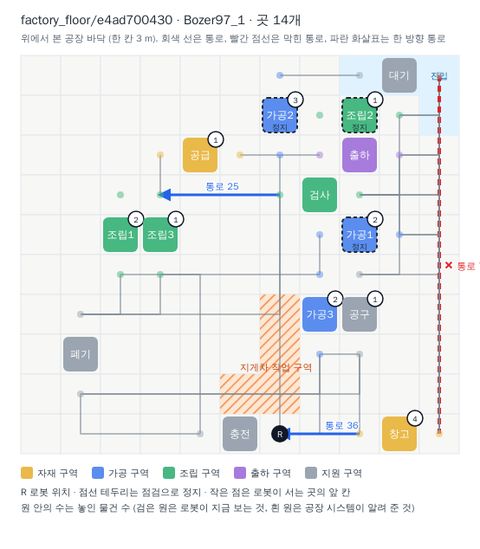 factory_floor/e4ad700430 · Bozer97_1 · 곳 14개
위에서 본 공장 바닥 (한 칸 3 m). 회색 선은 통로, 빨간 점선은 막힌 통로, 파란 화살표는 한 방향 통로
대기
진입
3
가공2
정지
1
조립2
정지
1
공급
출하
통로 25
검사
2
조립1
1
조립3
2
가공1
정지
✕ 통로
2
가공3
1
공구
폐기
지게차 작업 구역
충전
R
통로 36
4
창고
자재 구역
가공 구역
조립 구역
출하 구역
지원 구역
R 로봇 위치 · 점선 테두리는 점검으로 정지 · 작은 점은 로봇이 서는 곳의 앞 칸
원 안의 수는 놓인 물건 수 (검은 원은 로봇이 지금 보는 것, 흰 원은 공장 시스템이 알려 준 것)